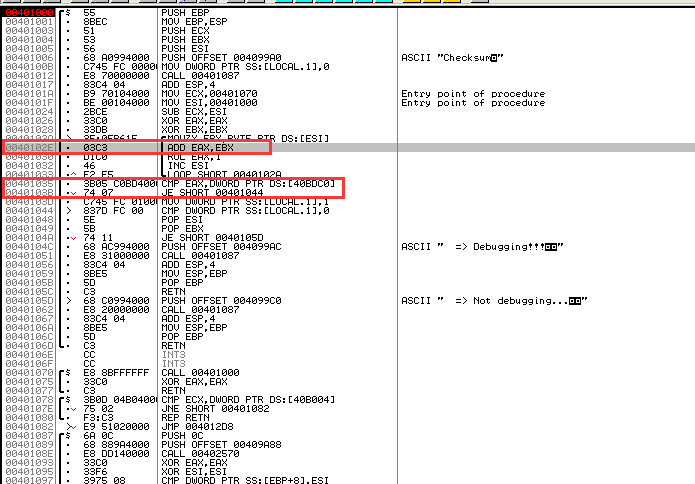 00401000 $ 55 PUSH EBP
00401001 · 8BEC MOV EBP,ESP
00401003 · 51 PUSH ECX
00401004 · 53 PUSH EBX
00401005 · 56 PUSH ESI
00401006 · 68 A0994000 PUSH OFFSET 004099A0 ASCII "Checksum"
0040100B · C745 FC 0000 MOV DWORD PTR SS:[LOCAL.1],0
00401012 · E8 70000000 CALL 00401087
00401017 · 83C4 04 ADD ESP,4
0040101A · B9 70104000 MOV ECX,00401070 Entry point of procedure
0040101F · BE 00104000 MOV ESI,00401000 Entry point of procedure
00401024 · 2BCE SUB ECX,ESI
00401026 · 33C0 XOR EAX,EAX
00401028 · 33DB XOR EBX,EBX
MOVZX EBX,BYTE PTR DS:[ESI]
0040102E · 03C3 ADD EAX,EBX
00401030 · D1C0 ROL EAX,1
00401032 · 46 INC ESI
00401033 ·^ E2 F5 LOOP SHORT 0040102A
00401035 · 3B05 C0BD4000 CMP EAX,DWORD PTR DS:[40BDC0]
0040103B ·v 74 07 JE SHORT 00401044
0040103D · C745 FC 0100 MOV DWORD PTR SS:[LOCAL.1],1
00401044 > 837D FC 00 CMP DWORD PTR SS:[LOCAL.1],0
00401048 · 5E POP ESI
00401049 · 5B POP EBX
0040104A ·v 74 11 JE SHORT 0040105D
0040104C · 68 AC994000 PUSH OFFSET 004099AC ASCII " => Debugging!!!"
00401051 · E8 31000000 CALL 00401087
00401056 · 83C4 04 ADD ESP,4
00401059 · 8BE5 MOV ESP,EBP
0040105B · 5D POP EBP
0040105C · C3 RETN
0040105D > 68 C0994000 PUSH OFFSET 004099C0 ASCII " => Not debugging..."
00401062 · E8 20000000 CALL 00401087
00401067 · 83C4 04 ADD ESP,4
0040106A · 8BE5 MOV ESP,EBP
0040106C · 5D POP EBP
0040106D · C3 RETN
0040106E CC INT3
0040106F CC INT3
00401070 $ E8 8BFFFFFF CALL 00401000
00401075 · 33C0 XOR EAX,EAX
00401077 · C3 RETN
00401078 $ 3B0D 04B04000 CMP ECX,DWORD PTR DS:[40B004]
0040107E ·v 75 02 JNE SHORT 00401082
00401080 · F3:C3 REP RETN
00401082 >v E9 51020000 JMP 004012D8
00401087 $ 6A 0C PUSH 0C
00401089 · 68 889A4000 PUSH OFFSET 00409A88
0040108E · E8 DD140000 CALL 00402570
00401093 · 33C0 XOR EAX,EAX
00401095 · 33F6 XOR ESI,ESI
00401097 · 3975 08 CMP DWORD PTR SS:[EBP+8],ESI